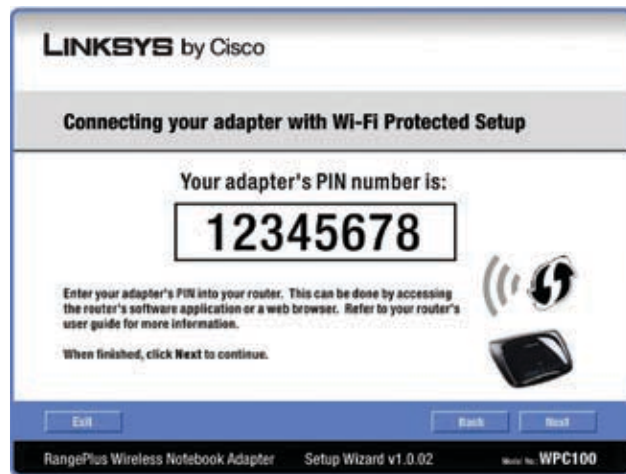 LINKSYS by Cisco
Connecting your adapter with Wi-Fi Protected Setup
Your adapter's PIN number is:
12345678
Enter your adapter's PIN into your router. This can be done by accessing
the router's software application or a web browser. Refer to your router's
user guide for more information.
When finished, click Next to continue.
Exit
Back
Next
RangePlus Wireless Notebook Adapter
Setup Wizard v1.0.02
Model No. WPC100